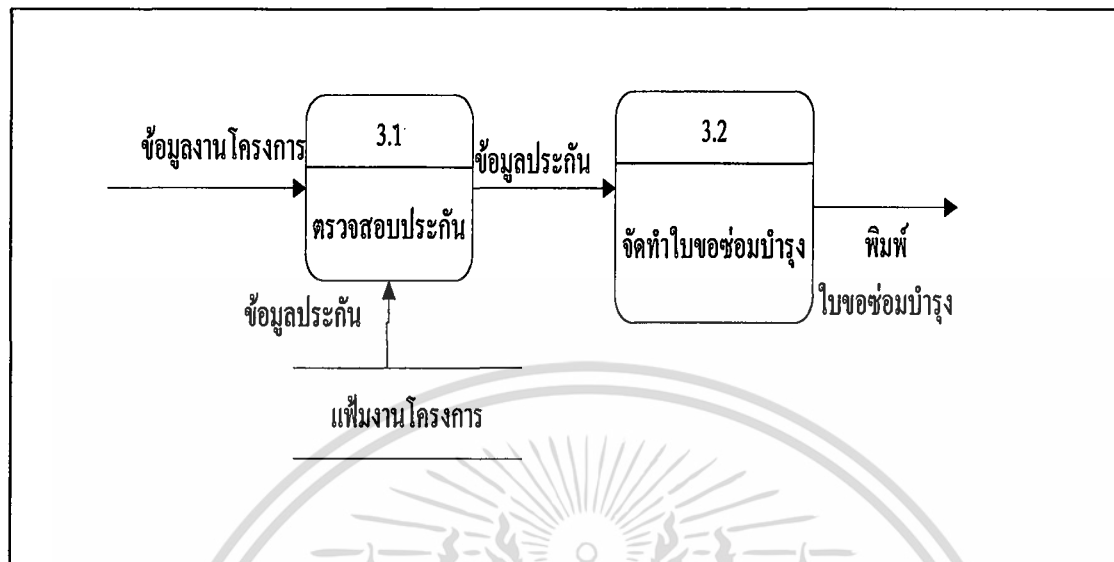 3.1
3.2
ข้อมูลงานโครงการ
ข้อมูลประกัน
ตรวจสอบประกัน
จัดทำใบขอซ่อมบำรุง
พิมพ์
ใบขอซ่อมบำรุง
ข้อมูลประกัน
แฟ้มงานโครงการ